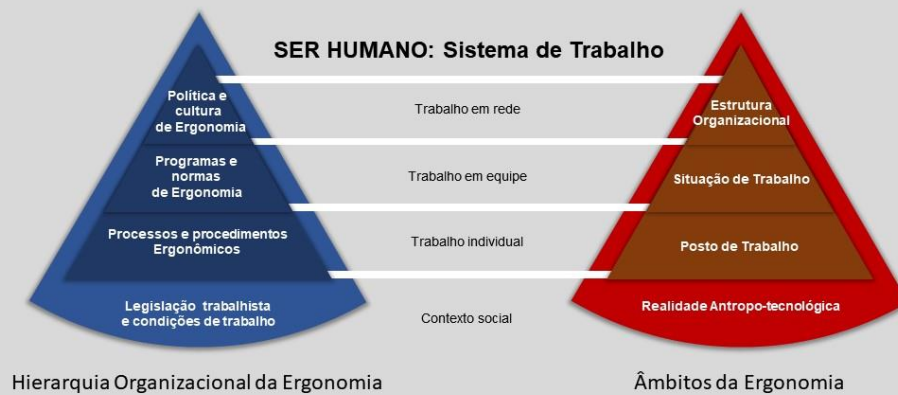 SER HUMANO: Sistema de Trabalho
Política e
cultura
de Ergonomia
Trabalho em rede
Estrutura
Organizacional
Programas e
normas
de Ergonomia
Trabalho em equipe
Situação de Trabalho
Processos e procedimentos
Ergonômicos
Trabalho individual
Posto de Trabalho
Legislação trabalhista
e condições de trabalho
Contexto social
Realidade Antropo-tecnológica
Hierarquia Organizacional da Ergonomia
Âmbitos da Ergonomia